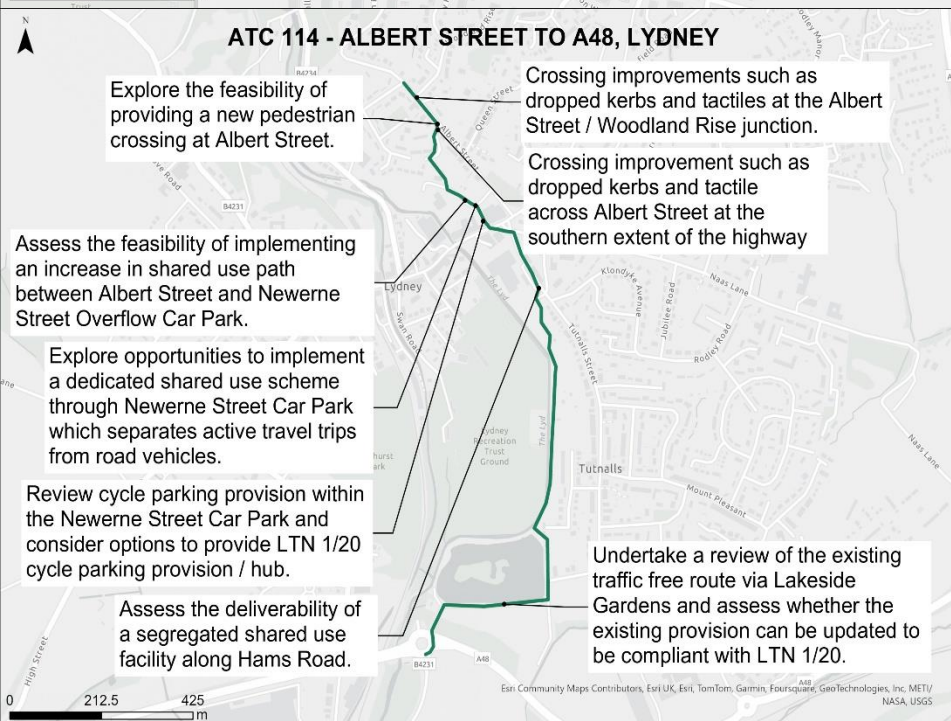 N
ATC 114 - ALBERT STREET TO A48, LYDNEY
Explore the feasibility of
providing a new pedestrian
crossing at Albert Street.
Crossing improvements such as
dropped kerbs and tactiles at the Albert
Street / Woodland Rise junction.
Crossing improvement such as
dropped kerbs and tactile
across Albert Street at the
southern extent of the highway
Assess the feasibility of implementing
an increase in shared use path
between Albert Street and Newerne
Street Overflow Car Park.
Explore opportunities to implement
a dedicated shared use scheme
through Newerne Street Car Park
which separates active travel trips
from road vehicles.
Review cycle parking provision within
the Newerne Street Car Park and
consider options to provide LTN 1/20
cycle parking provision / hub.
Assess the deliverability of
a segregated shared use
facility along Hams Road.
Undertake a review of the existing
traffic free route via Lakeside
Gardens and assess whether the
existing provision can be updated to
be compliant with LTN 1/20.
B4234
Queen Street
Albert Street
B4231
Lydney
Swan Road
The Lyd
Klondyke Avenue
Jubilee Road
Naas Lane
Rodley Road
Tutnalls Street
The Lyd
Lydney
Recreation
Trust
Ground
Tutnalls
Mount Pleasant
Naas Lane
High Street
B4231
A48
A48
0 212.5 425
m
Esri Community Maps Contributors, Esri UK, Esri, TomTom, Garmin, Foursquare, GeoTechnologies, Inc, METI/
NASA, USGS